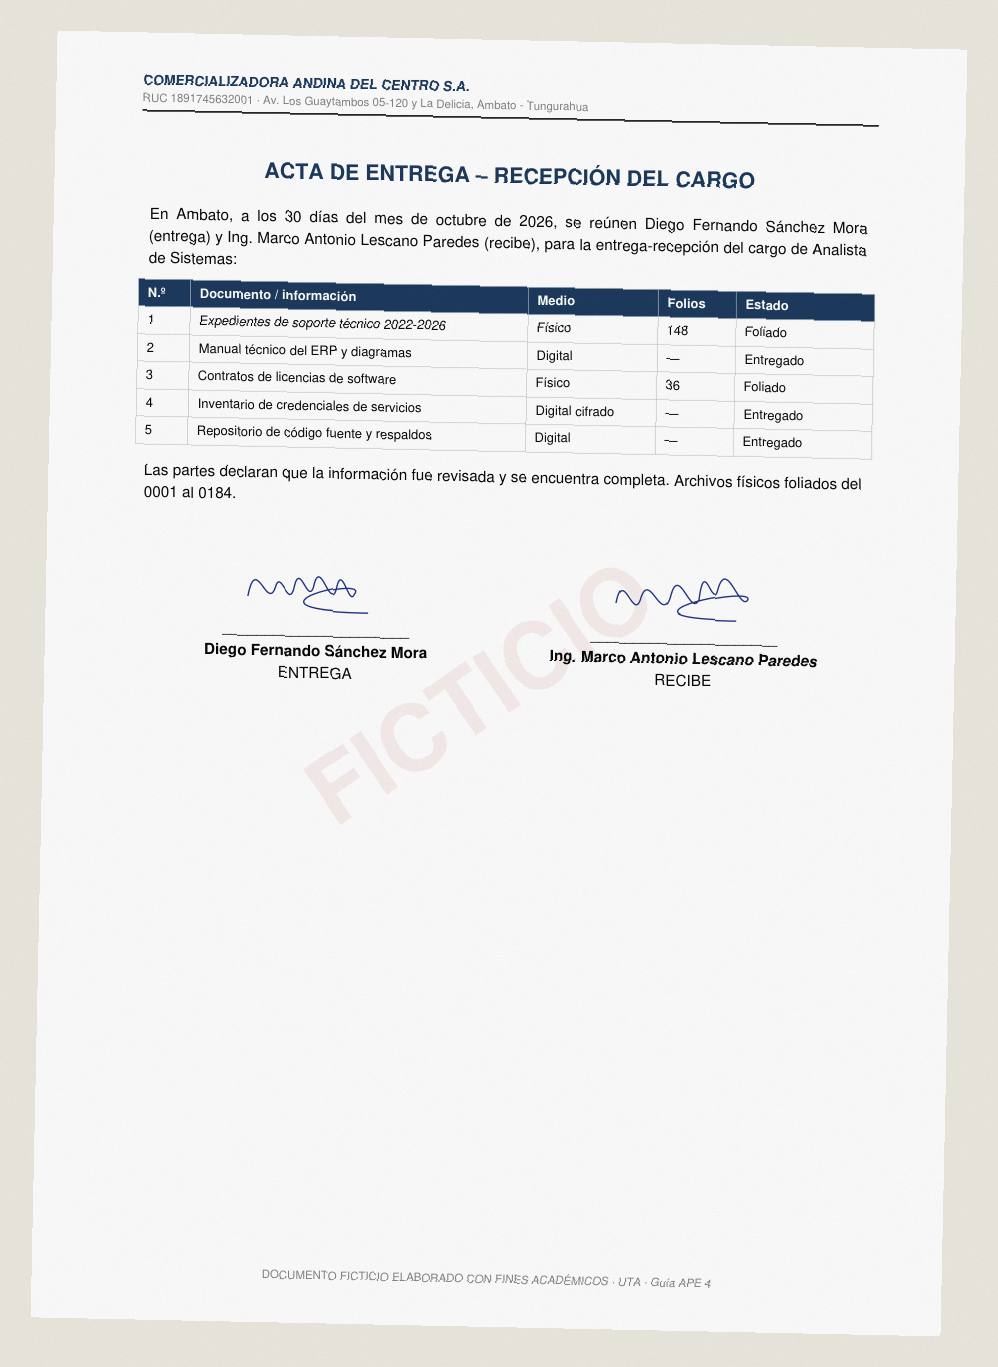 COMERCIALIZADORA ANDINA DEL CENTRO S.A.
RUC 1891745632001 · Av. Los Guaytambos 05-120 y La Delicia, Ambato - Tungurahua
ACTA DE ENTREGA – RECEPCIÓN DEL CARGO
En Ambato, a los 30 días del mes de octubre de 2026, se reúnen Diego Fernando Sánchez Mora
(entrega) y Ing. Marco Antonio Lescano Paredes (recibe), para la entrega-recepción del cargo de Analista
de Sistemas:
N.º Documento / información Medio Folios Estado
1 Expedientes de soporte técnico 2022-2026 Físico 148 Foliado
2 Manual técnico del ERP y diagramas Digital — Entregado
3 Contratos de licencias de software Físico 36 Foliado
4 Inventario de credenciales de servicios Digital cifrado — Entregado
5 Repositorio de código fuente y respaldos Digital — Entregado
Las partes declaran que la información fue revisada y se encuentra completa. Archivos físicos foliados del
0001 al 0184.
Diego Fernando Sánchez Mora
ENTREGA
Ing. Marco Antonio Lescano Paredes
RECIBE
FICTICIO
DOCUMENTO FICTICIO ELABORADO CON FINES ACADÉMICOS · UTA · Guía APE 4